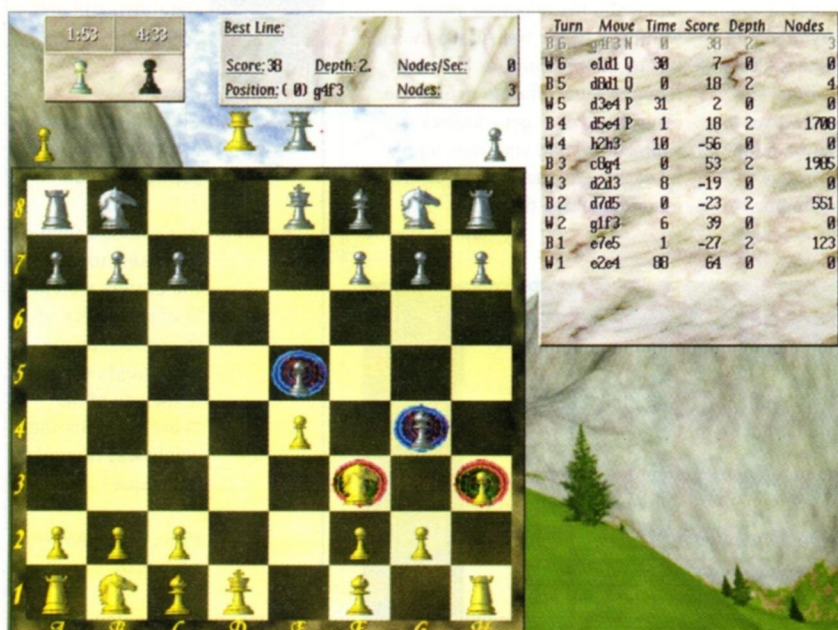 1:53 4:33
Best Line:
Score: 38 Depth: 2. Nodes/Sec: 0
Position: ( 0) g4f3 Nodes: 3
Turn Move Time Score Depth Nodes
B 6 g4f3 N 0 38 2 3
W 6 e1d1 Q 30 7 0 0
B 5 d8d1 Q 0 18 2 4
W 5 d3e4 P 31 2 0 0
B 4 d5e4 P 1 18 2 1708
W 4 h2h3 10 -56 0 0
B 3 c8g4 0 53 2 1985
W 3 d2d3 8 -19 0 0
B 2 d7d5 0 -23 2 551
W 2 g1f3 6 39 0 0
B 1 e7e5 1 -27 2 123
W 1 e2e4 88 64 0 0
8
7
6
5
4
3
2
1
A B C D E F G H